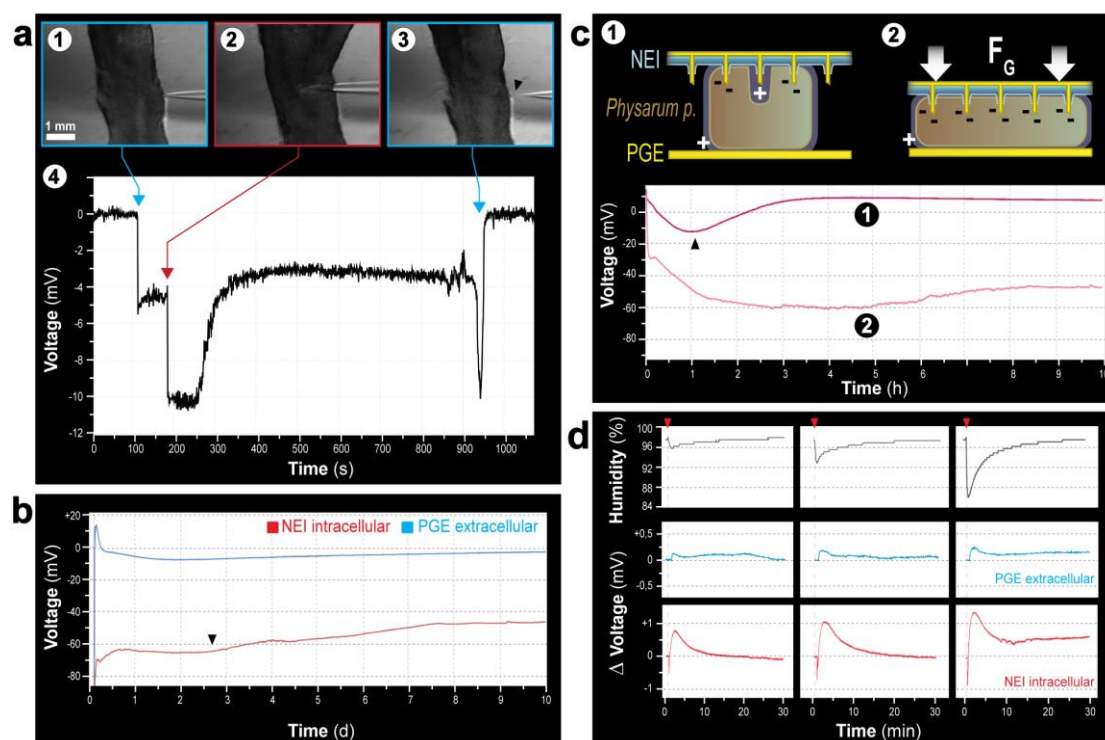 a
1
2
3
1 mm
4
0
-2
-4
-6
-8
-10
-12
Voltage (mV)
0 100 200 300 400 500 600 700 800 900 1000
Time (s)
b
+20
0
-20
-40
-60
-80
Voltage (mV)
NEI intracellular PGE extracellular
0 1 2 3 4 5 6 7 8 9 10
Time (d)
c
1
NEI
Physarum p.
PGE
+
+
2
F G
+
0
-20
-40
-60
-80
Voltage (mV)
1
2
0 1 2 3 4 5 6 7 8 9 10
Time (h)
d
100
96
92
88
84
Humidity (%)
+0,5
0
-0,5
PGE extracellular
Δ Voltage (mV)
+1
0
-1
NEI intracellular
0 10 20 30 0 10 20 30 0 10 20 30
Time (min)